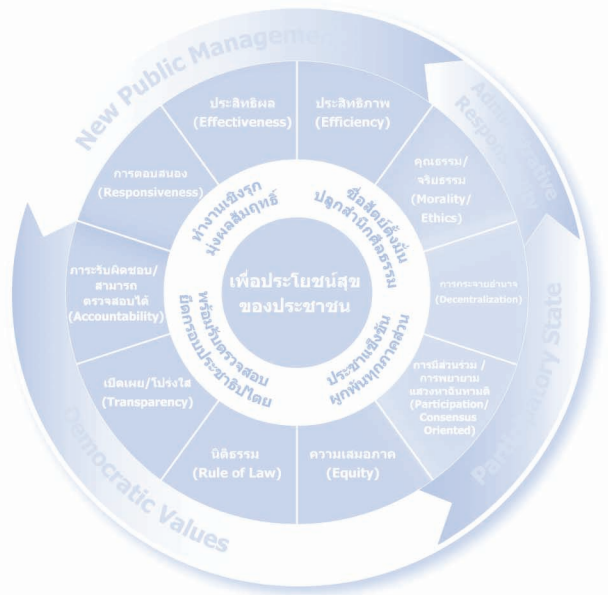 New Public Management
Administrative
Responsibility
Participatory State
Democratic Values
ประสิทธิผล
(Effectiveness)
ประสิทธิภาพ
(Efficiency)
คุณธรรม/
จริยธรรม
(Morality/
Ethics)
การกระจายอำนาจ
(Decentralization)
การมีส่วนร่วม /
การพยายาม
แสวงหาฉันทามติ
(Participation/
Consensus
Oriented)
ความเสมอภาค
(Equity)
นิติธรรม
(Rule of Law)
เปิดเผย/โปร่งใส
(Transparency)
ภาระรับผิดชอบ/
สามารถ
ตรวจสอบได้
(Accountability)
การตอบสนอง
(Responsiveness)
ทำงานเชิงรุก
มุ่งผลสัมฤทธิ์
ซื่อสัตย์ตั้งมั่น
ปลูกสำนึกศีลธรรม
ประชาแข็งขัน
ผูกพันทุกภาคส่วน
พร้อมรับตรวจสอบ
ยึดกรอบประชาธิปไตย
เพื่อประโยชน์สุข
ของประชาชน